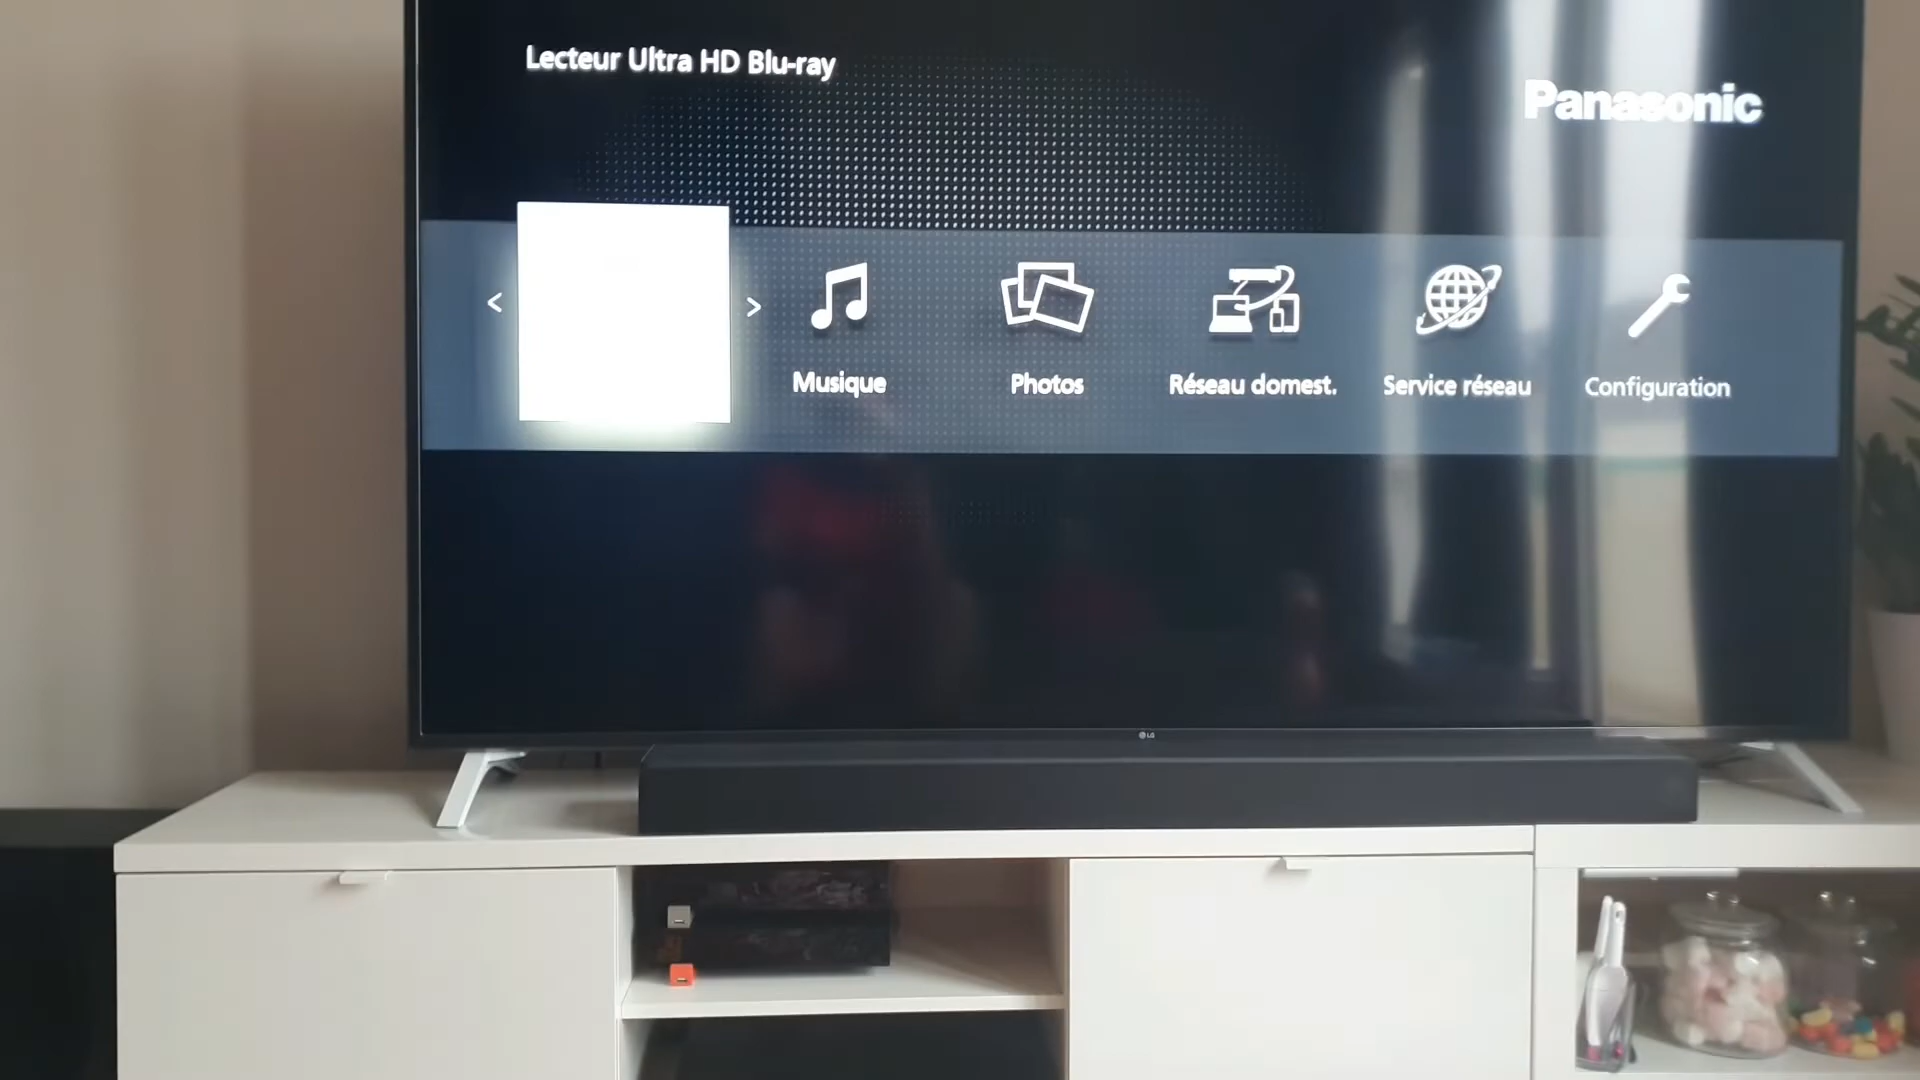 Lecteur Ultra HD Blu-ray
Panasonic
< >
Musique
Photos
Réseau domest.
Service réseau
Configuration
LG